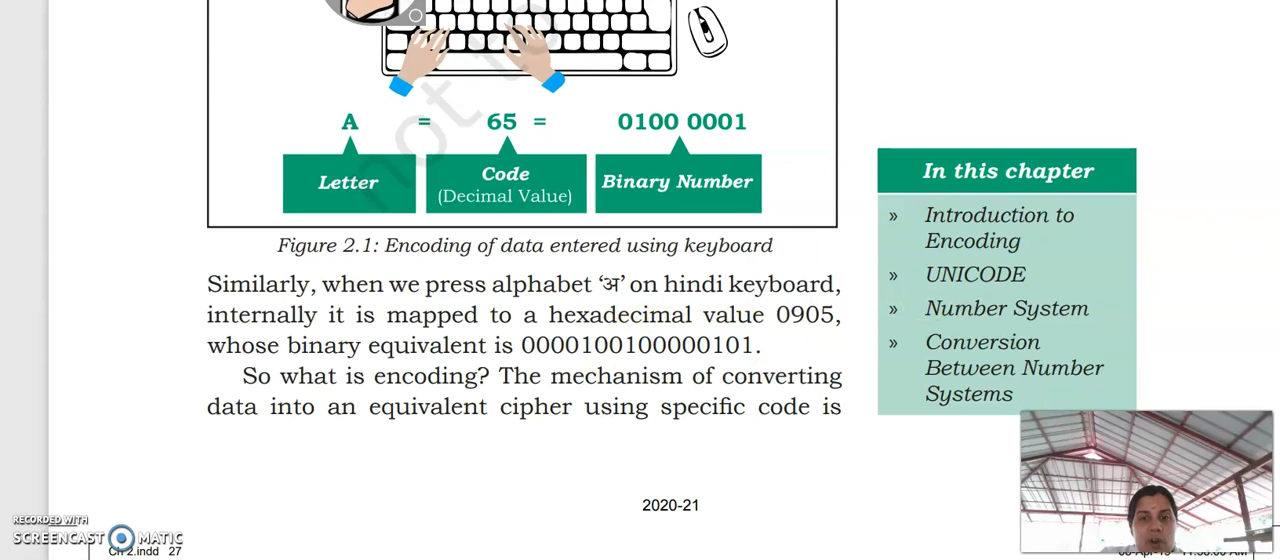 A = 65 = 0100 0001
Letter
Code
(Decimal Value)
Binary Number
not to
Figure 2.1: Encoding of data entered using keyboard
Similarly, when we press alphabet ‘अ’ on hindi keyboard,
internally it is mapped to a hexadecimal value 0905,
whose binary equivalent is 0000100100000101.
So what is encoding? The mechanism of converting
data into an equivalent cipher using specific code is
In this chapter
» Introduction to
Encoding
» UNICODE
» Number System
» Conversion
Between Number
Systems
2020-21
RECORDED WITH
SCREENCAST MATIC
Ch 2.indd 27